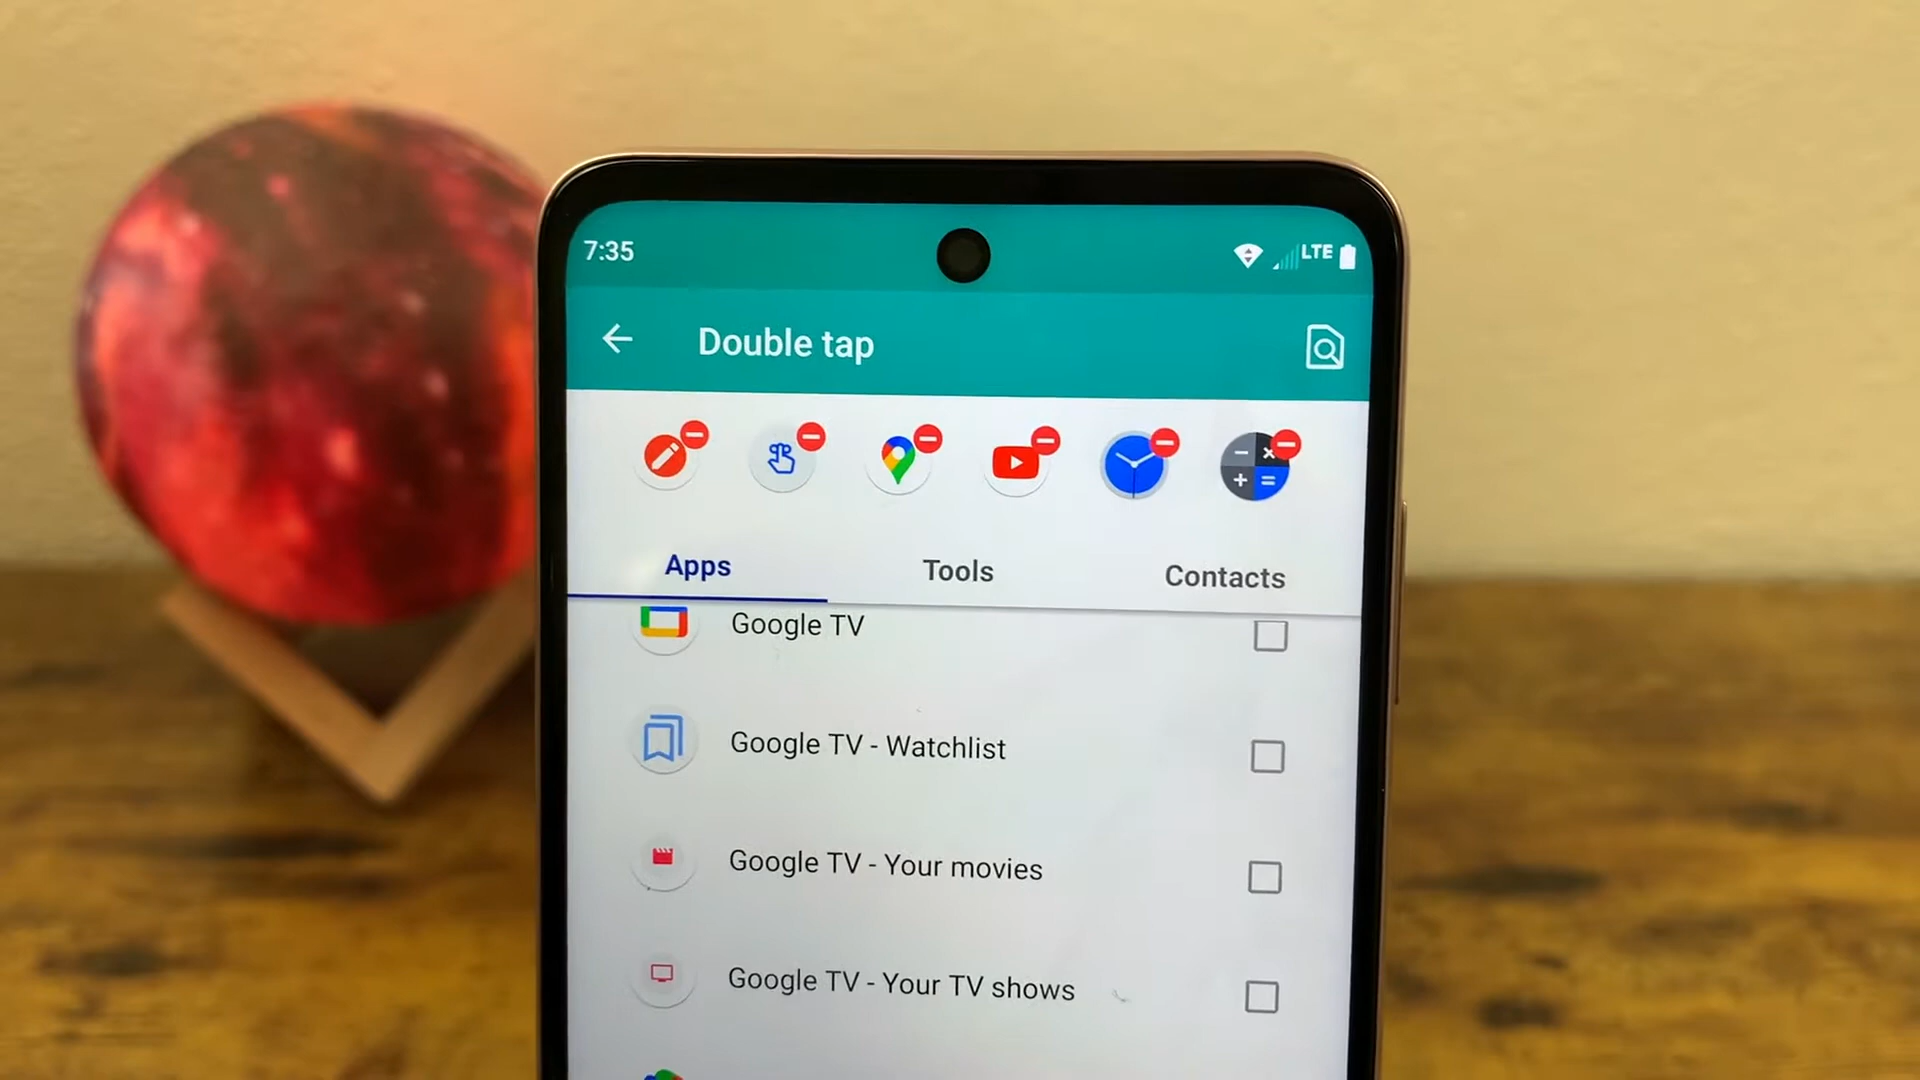 7:35
LTE
Double tap
Apps
Tools
Contacts
Google TV
Google TV - Watchlist
Google TV - Your movies
Google TV - Your TV shows